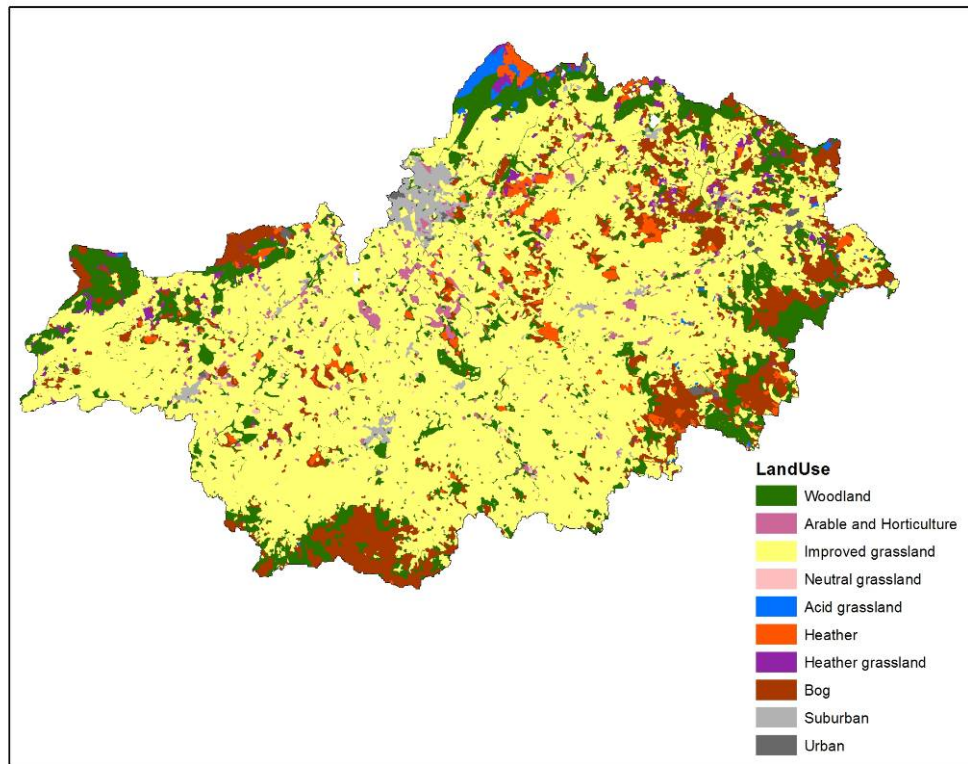 LandUse
Woodland
Arable and Horticulture
Improved grassland
Neutral grassland
Acid grassland
Heather
Heather grassland
Bog
Suburban
Urban